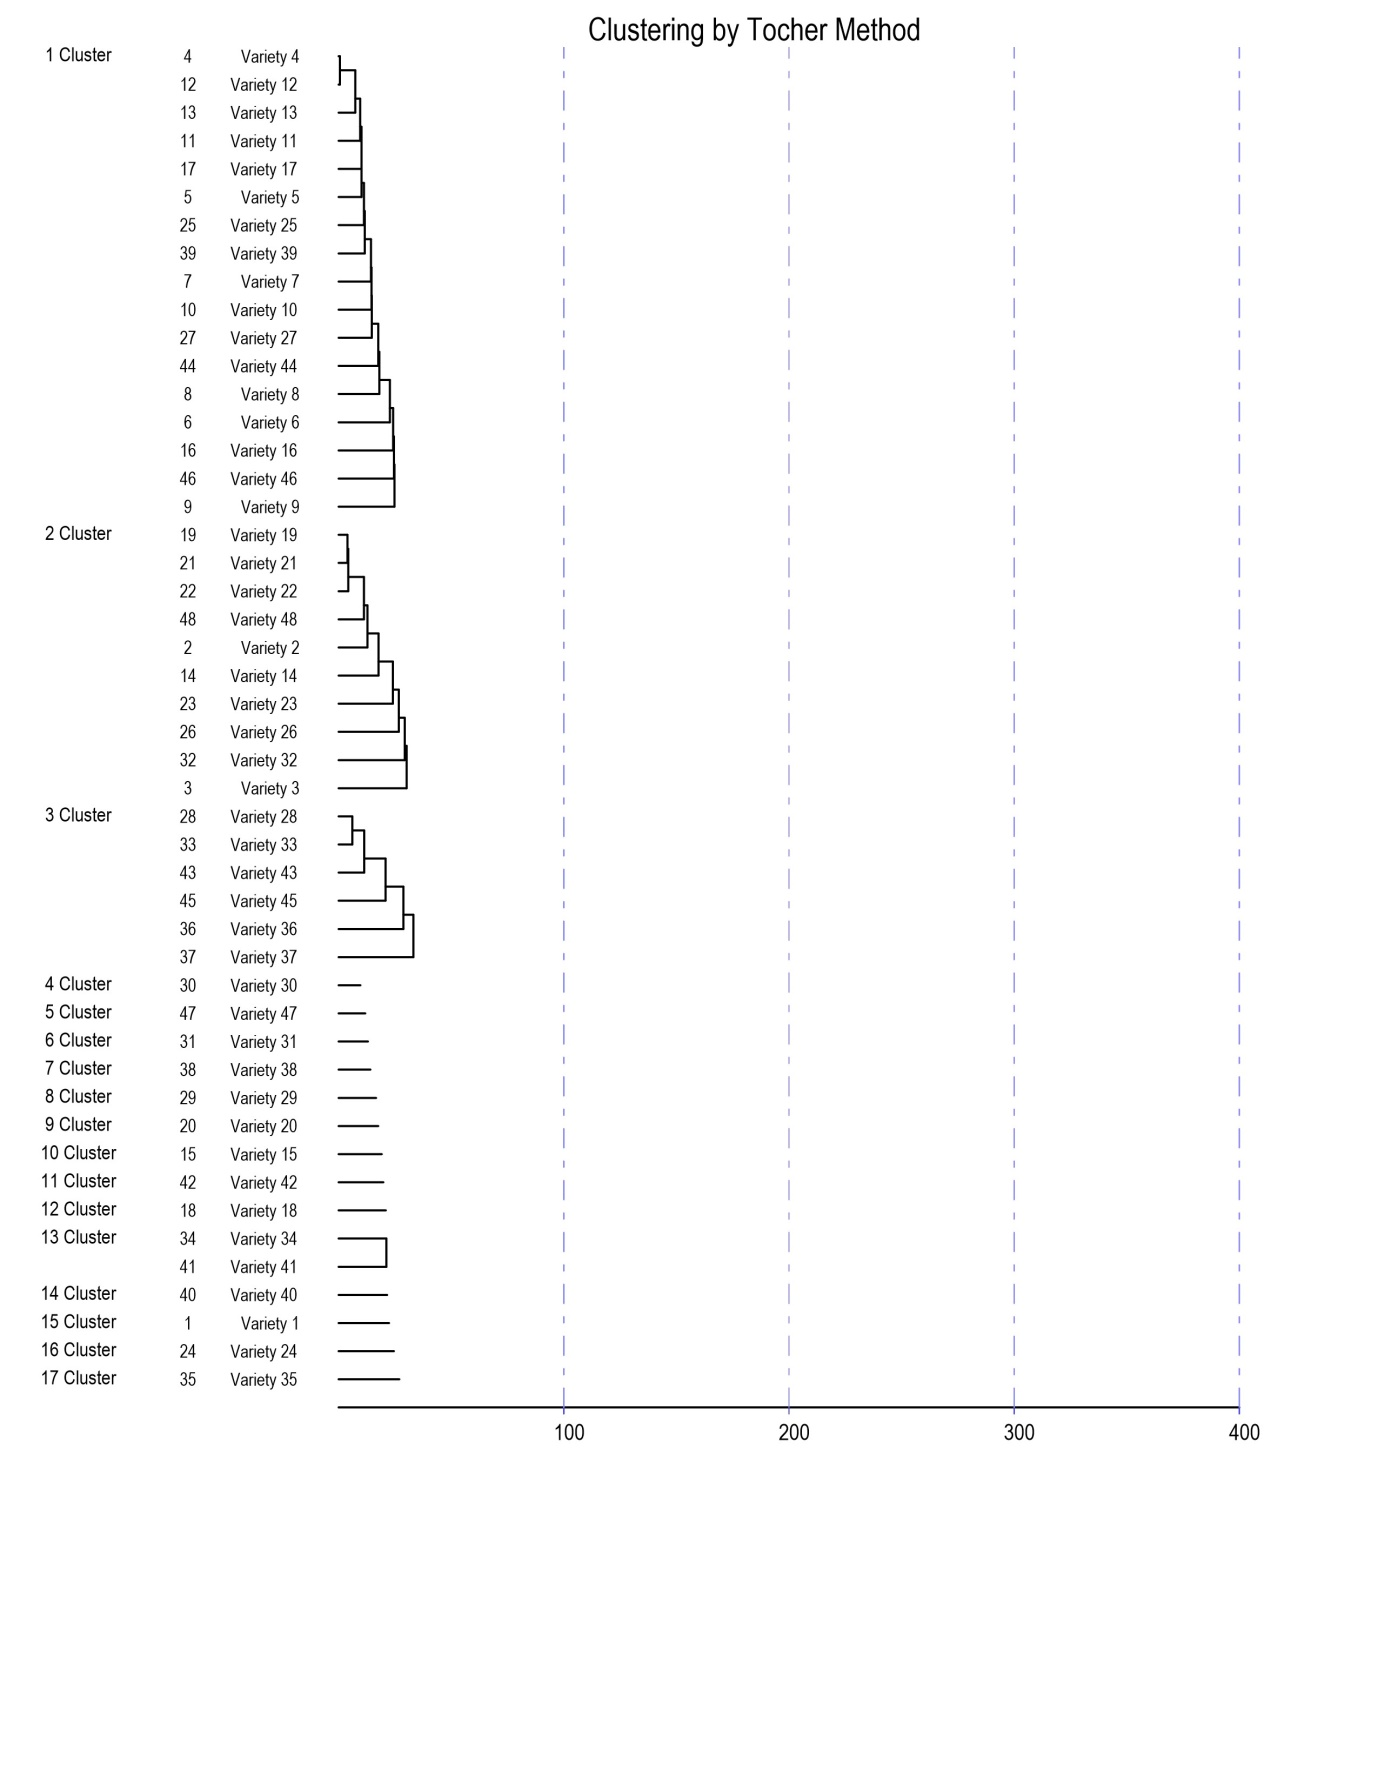 Clustering by Tocher Method
1 Cluster 4 Variety 4
12 Variety 12
13 Variety 13
11 Variety 11
17 Variety 17
5 Variety 5
25 Variety 25
39 Variety 39
7 Variety 7
10 Variety 10
27 Variety 27
44 Variety 44
8 Variety 8
6 Variety 6
16 Variety 16
46 Variety 46
9 Variety 9
2 Cluster 19 Variety 19
21 Variety 21
22 Variety 22
48 Variety 48
2 Variety 2
14 Variety 14
23 Variety 23
26 Variety 26
32 Variety 32
3 Variety 3
3 Cluster 28 Variety 28
33 Variety 33
43 Variety 43
45 Variety 45
36 Variety 36
37 Variety 37
4 Cluster 30 Variety 30
5 Cluster 47 Variety 47
6 Cluster 31 Variety 31
7 Cluster 38 Variety 38
8 Cluster 29 Variety 29
9 Cluster 20 Variety 20
10 Cluster 15 Variety 15
11 Cluster 42 Variety 42
12 Cluster 18 Variety 18
13 Cluster 34 Variety 34
41 Variety 41
14 Cluster 40 Variety 40
15 Cluster 1 Variety 1
16 Cluster 24 Variety 24
17 Cluster 35 Variety 35
100 200 300 400